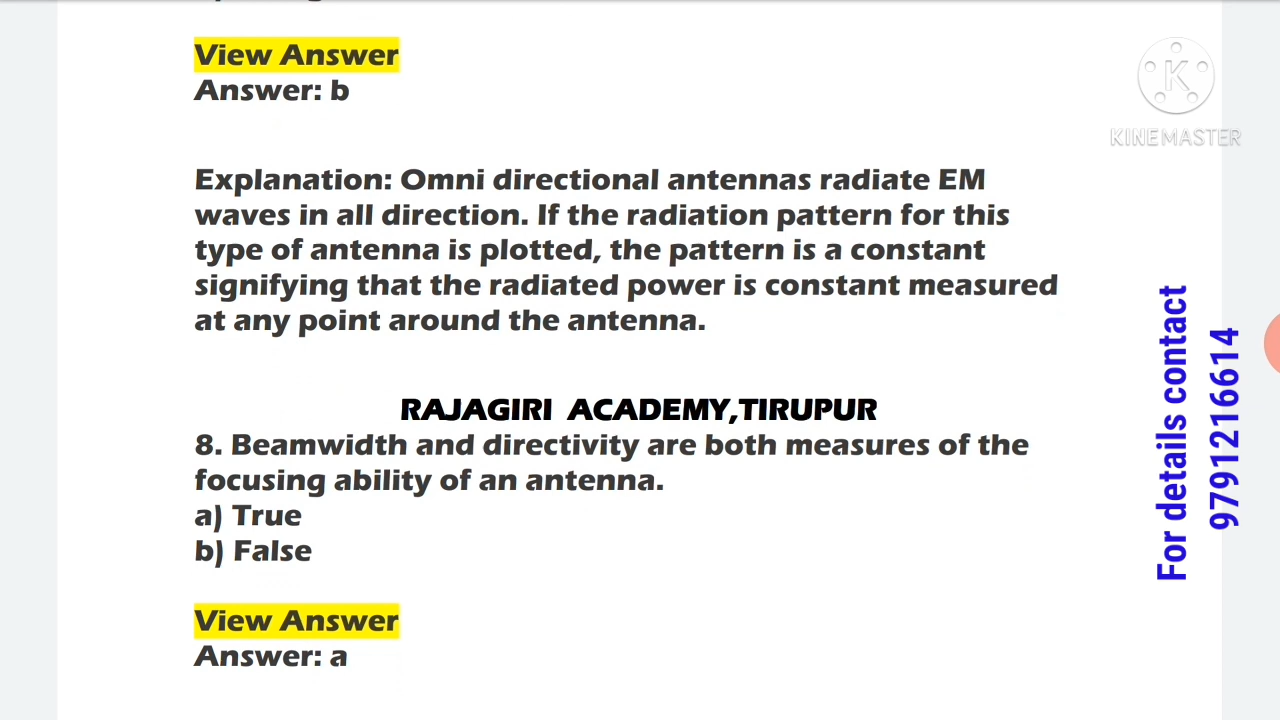 View Answer
Answer: b
KINEMASTER
Explanation: Omni directional antennas radiate EM
waves in all direction. If the radiation pattern for this
type of antenna is plotted, the pattern is a constant
signifying that the radiated power is constant measured
at any point around the antenna.
RAJAGIRI ACADEMY,TIRUPUR
8. Beamwidth and directivity are both measures of the
focusing ability of an antenna.
a) True
b) False
View Answer
Answer: a
For details contact
9791216614